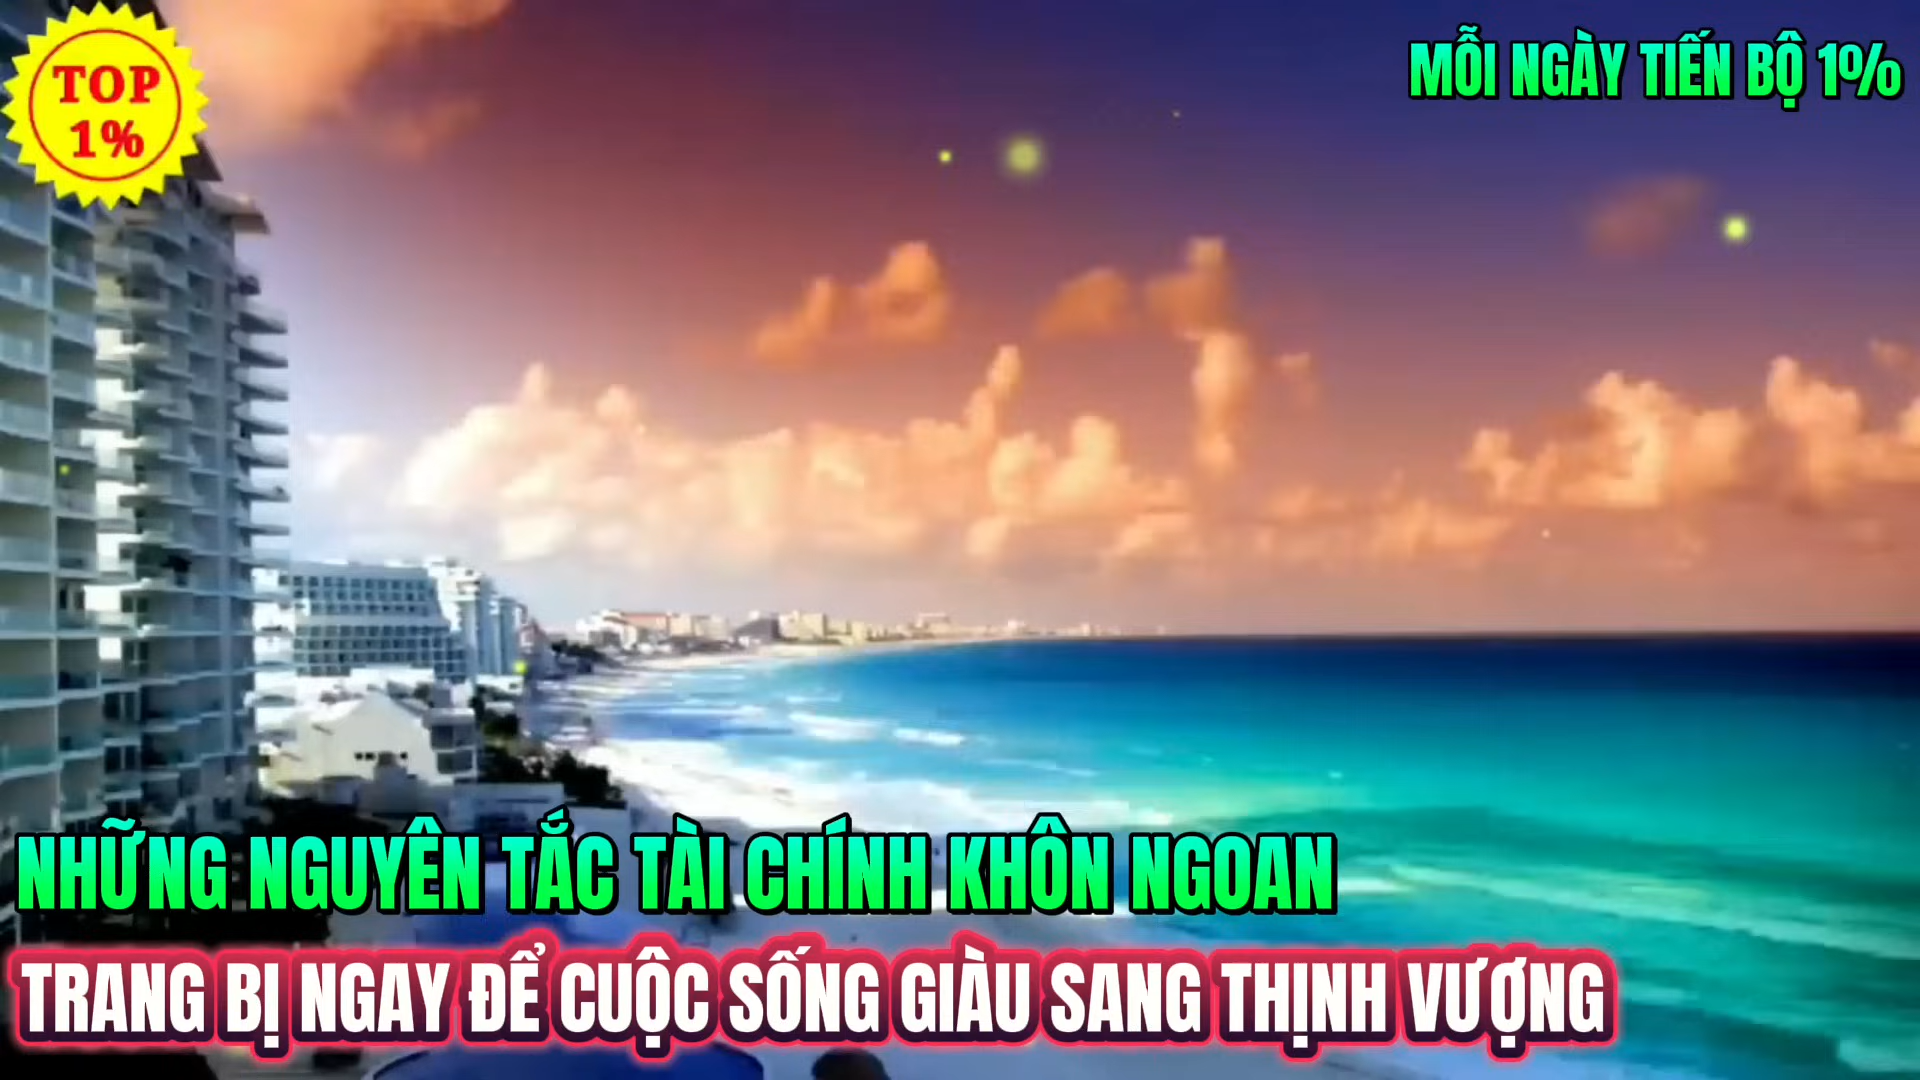 TOP
1%
MỖI NGÀY TIẾN BỘ 1%
NHỮNG NGUYÊN TẮC TÀI CHÍNH KHÔN NGOAN
TRANG BỊ NGAY ĐỂ CUỘC SỐNG GIÀU SANG THỊNH VƯỢNG